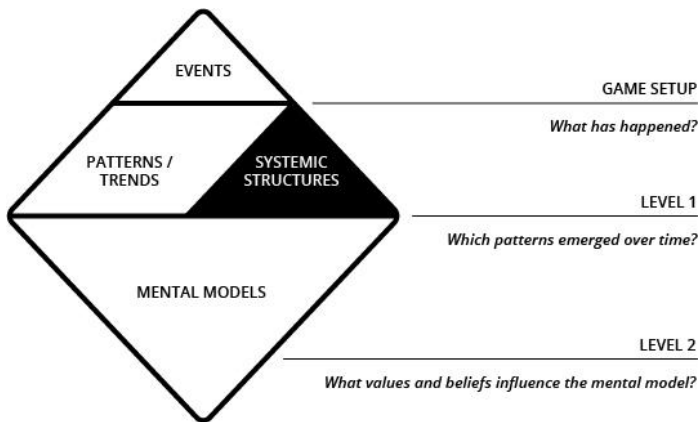 EVENTS
GAME SETUP
What has happened?
PATTERNS /
TRENDS
SYSTEMIC
STRUCTURES
LEVEL 1
Which patterns emerged over time?
MENTAL MODELS
LEVEL 2
What values and beliefs influence the mental model?